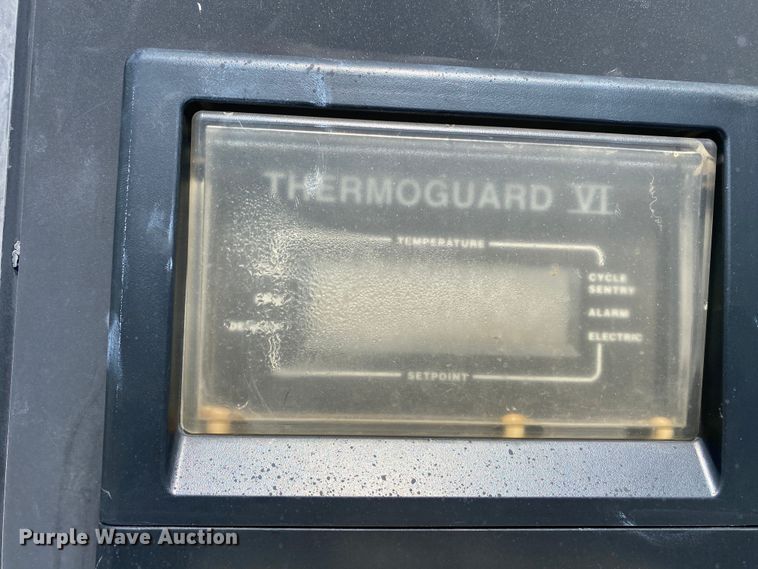 THERMOGUARD VI
TEMPERATURE
CYCLE
SENTRY
ALARM
ELECTRIC
SETPOINT
Purple Wave Auction